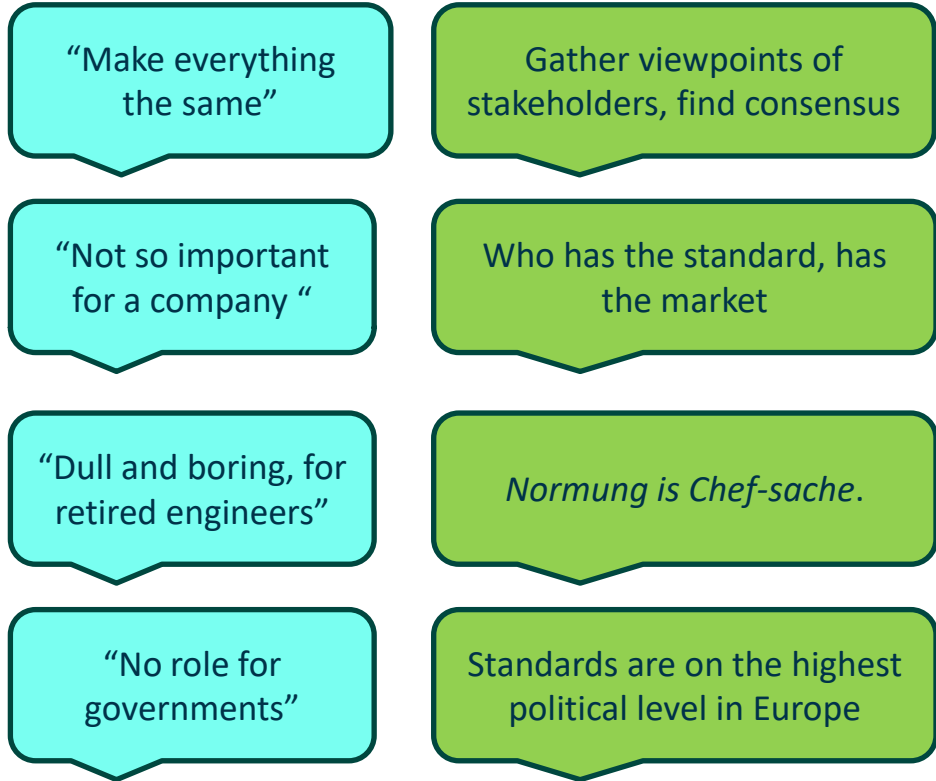 “Make everything
the same”
Gather viewpoints of
stakeholders, find consensus
“Not so important
for a company “
Who has the standard, has
the market
“Dull and boring, for
retired engineers”
Normung is Chef-sache.
“No role for
governments”
Standards are on the highest
political level in Europe